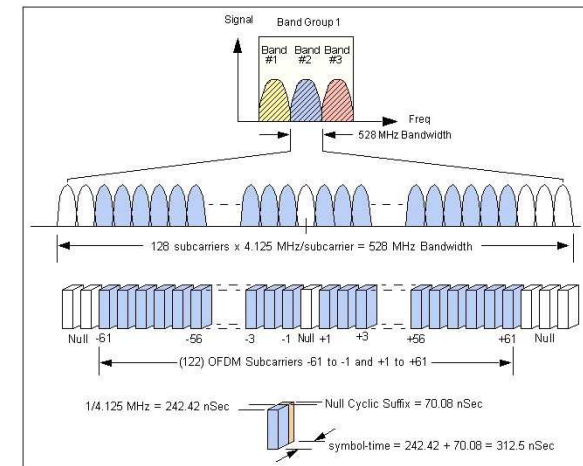 Signal
Band Group 1
Band #1
Band #2
Band #3
Freq
528 MHz Bandwidth
128 subcarriers x 4.125 MHz/subcarrier = 528 MHz Bandwidth
Null -61 -56 -3 -1 Null +1 +3 +56 +61 Null
(122) OFDM Subcarriers -61 to -1 and +1 to +61
1/4.125 MHz = 242.42 nSec
Null Cyclic Suffix = 70.08 nSec
symbol-time = 242.42 + 70.08 = 312.5 nSec